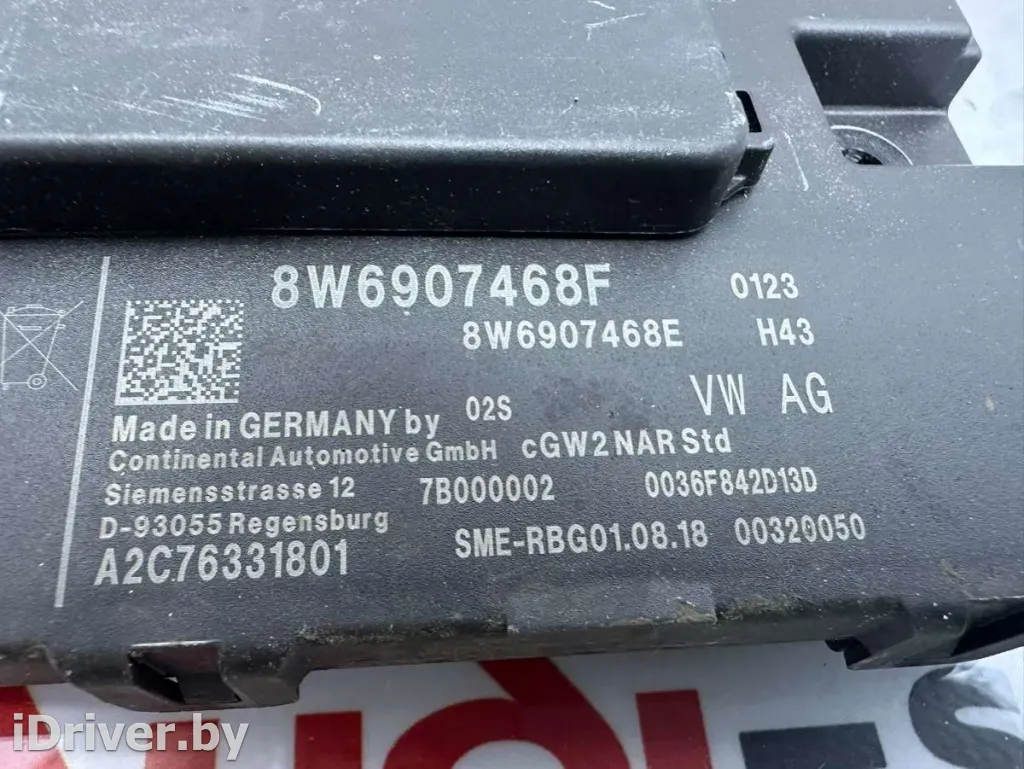 8W6907468F 0123
8W6907468E H43
02S VW AG
Made in GERMANY by
Continental Automotive GmbH cGW2 NAR Std
Siemensstrasse 12 7B000002 0036F842D13D
D-93055 Regensburg
A2C76331801 SME-RBG01.08.18 00320050
iDriver.by